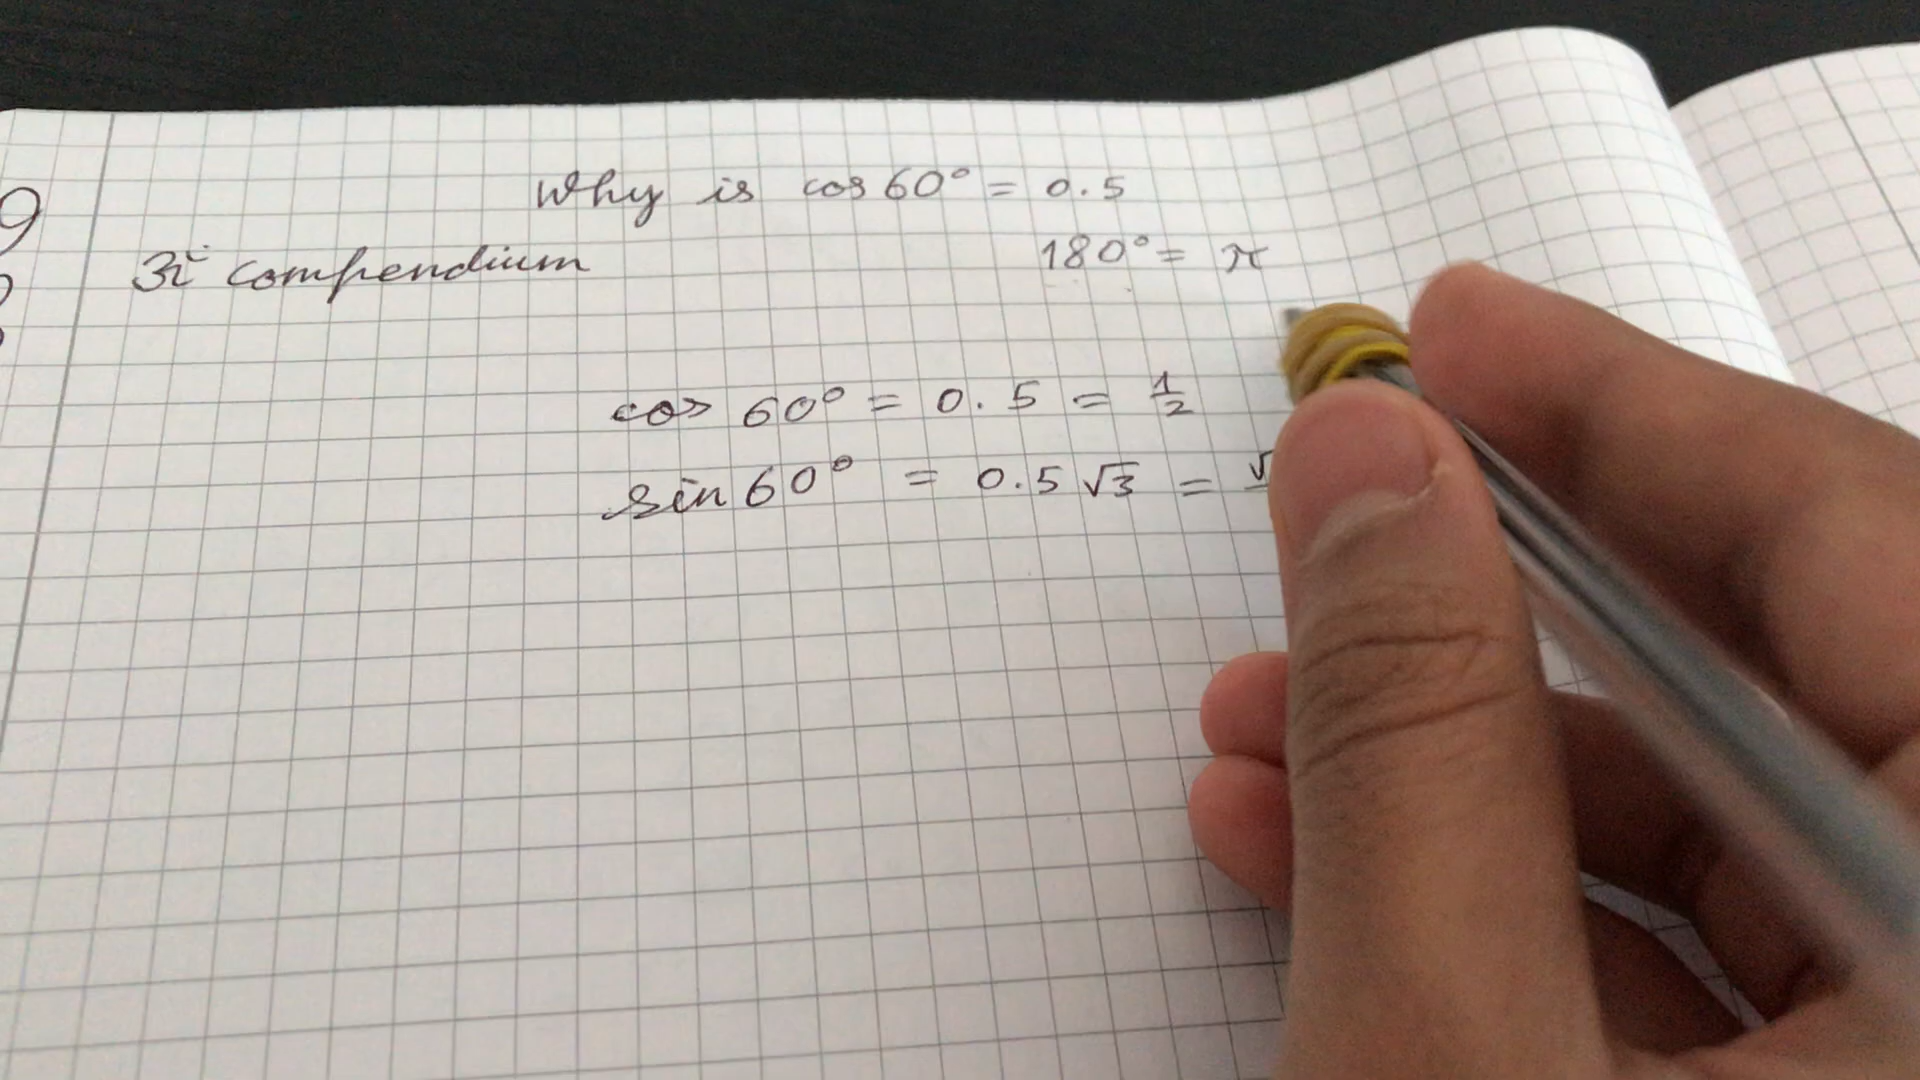 Why is cos 60° = 0.5
3i compendium
180° = π
cos 60° = 0.5 = 1/2
sin 60° = 0.5 √3 = √